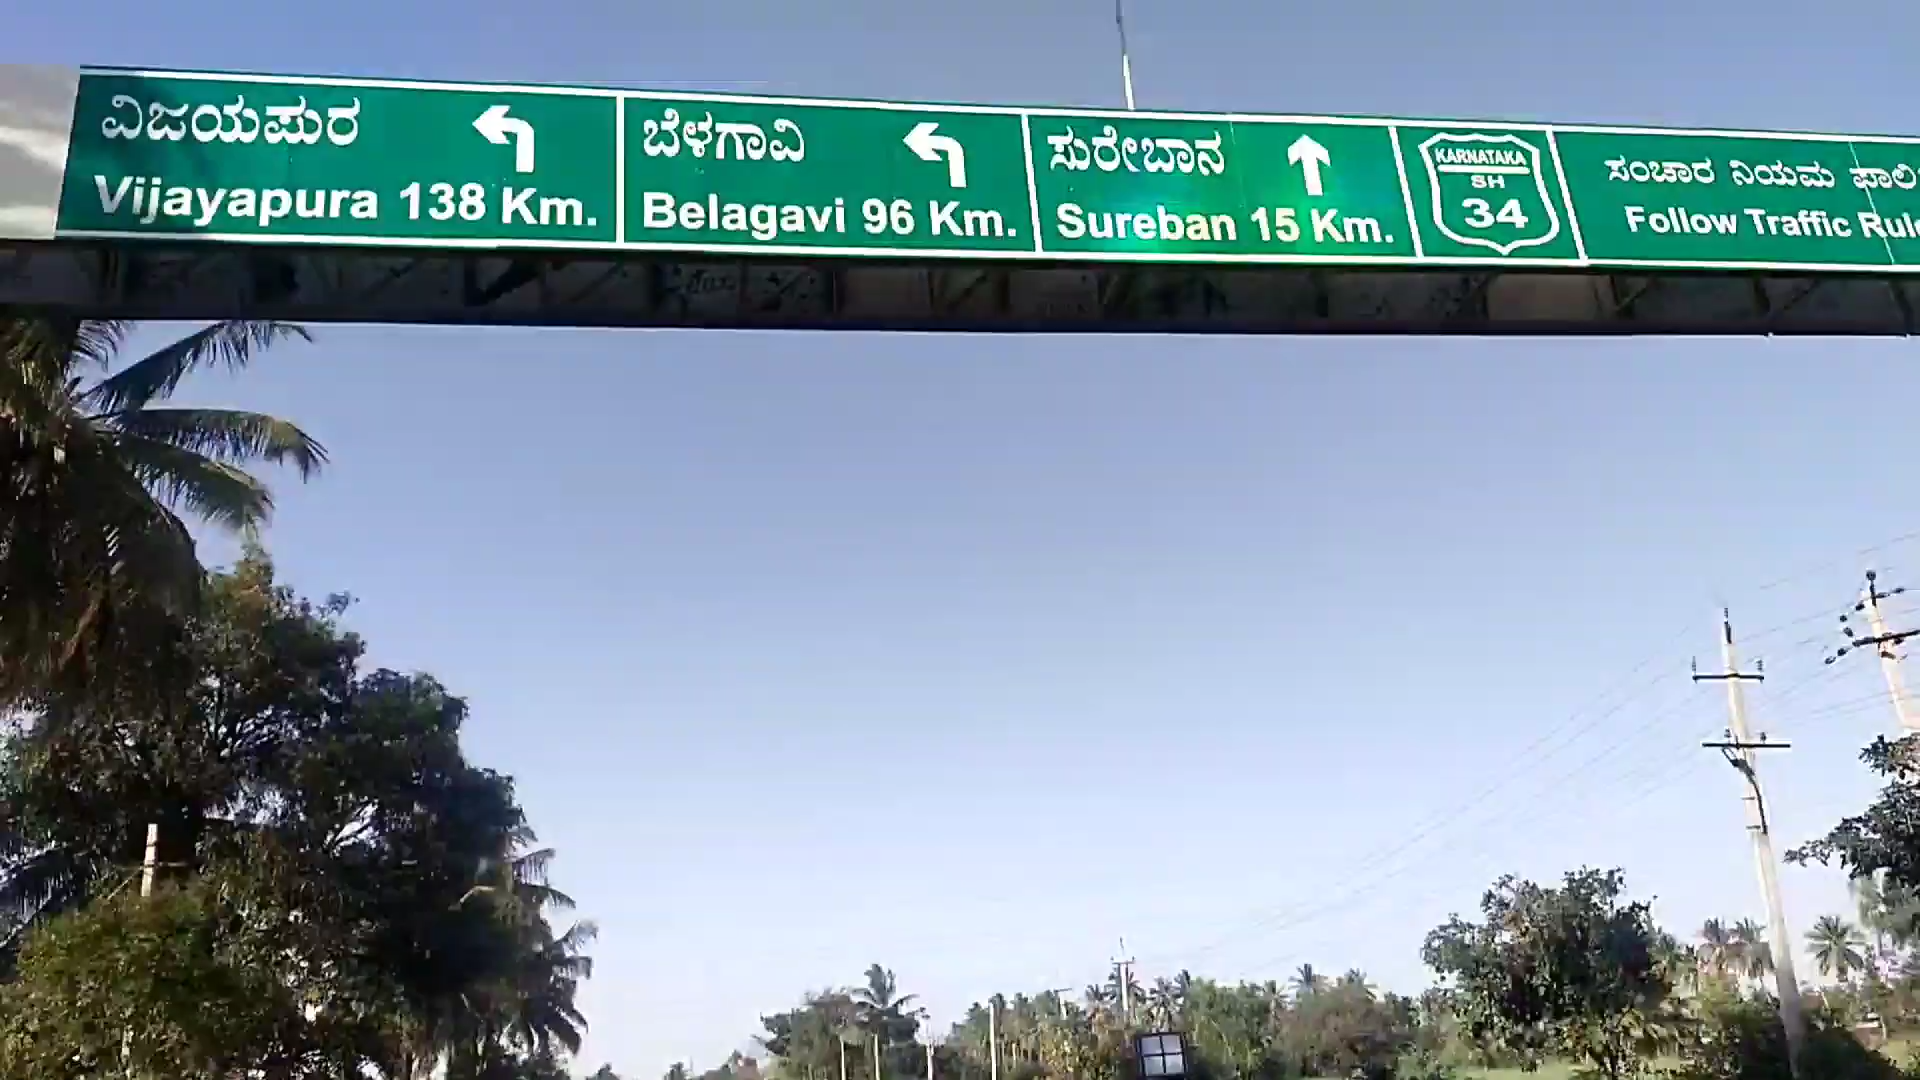 ವಿಜಯಪುರ
Vijayapura 138 Km.
ಬೆಳಗಾವಿ
Belagavi 96 Km.
ಸುರೇಬಾನ
Sureban 15 Km.
KARNATAKA
SH
34
ಸಂಚಾರ ನಿಯಮ
Follow Traffic